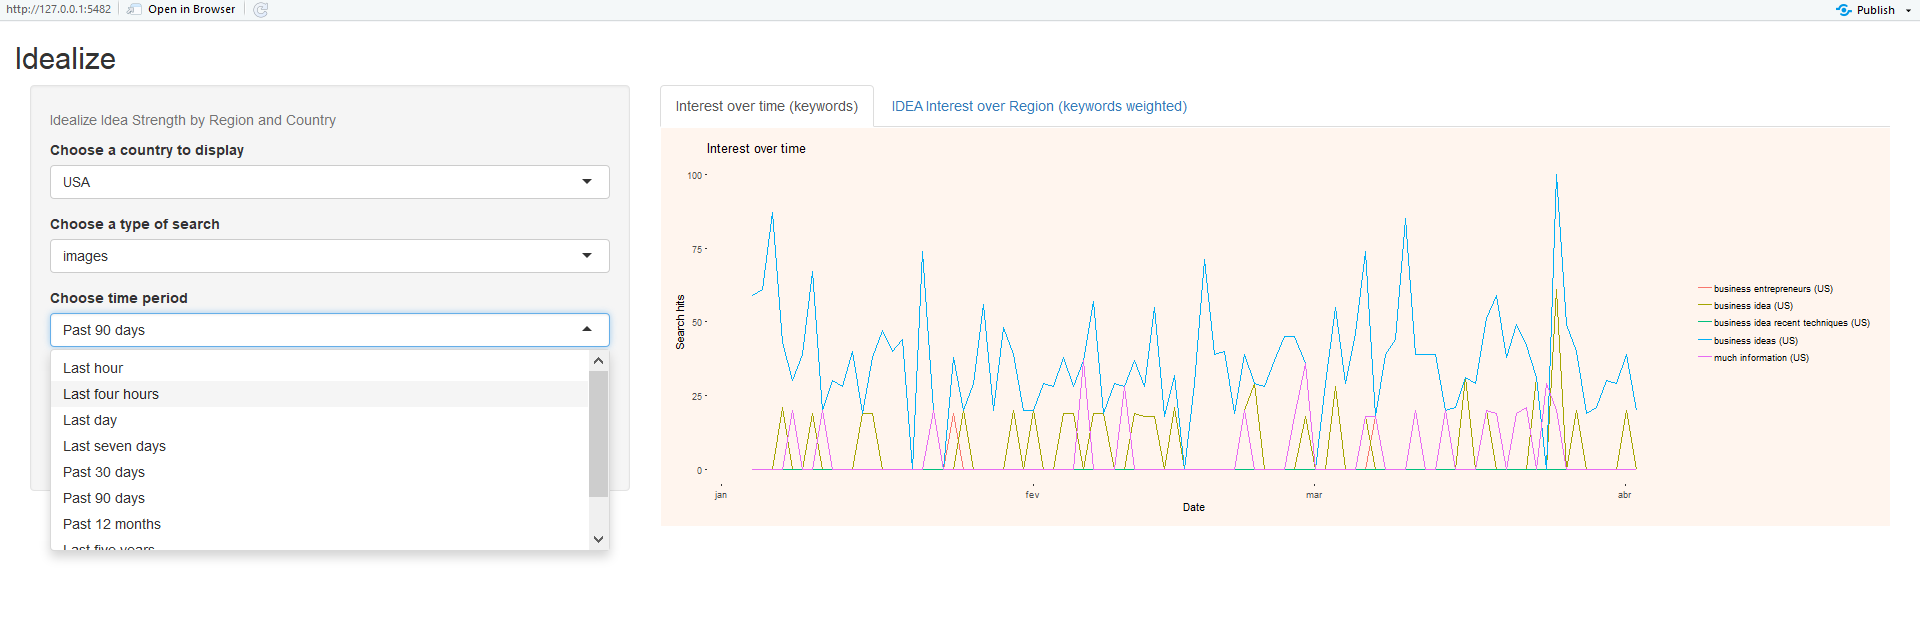 http://127.0.0.1:5482 Open in Browser Publish
Idealize
Idealize Idea Strength by Region and Country
Choose a country to display
USA
Choose a type of search
images
Choose time period
Past 90 days
Last hour
Last four hours
Last day
Last seven days
Past 30 days
Past 90 days
Past 12 months
Last five years
Interest over time (keywords) IDEA Interest over Region (keywords weighted)
Interest over time
100
75
50
25
0
Search hits
jan fev mar abr
Date
business entrepreneurs (US)
business idea (US)
business idea recent techniques (US)
business ideas (US)
much information (US)